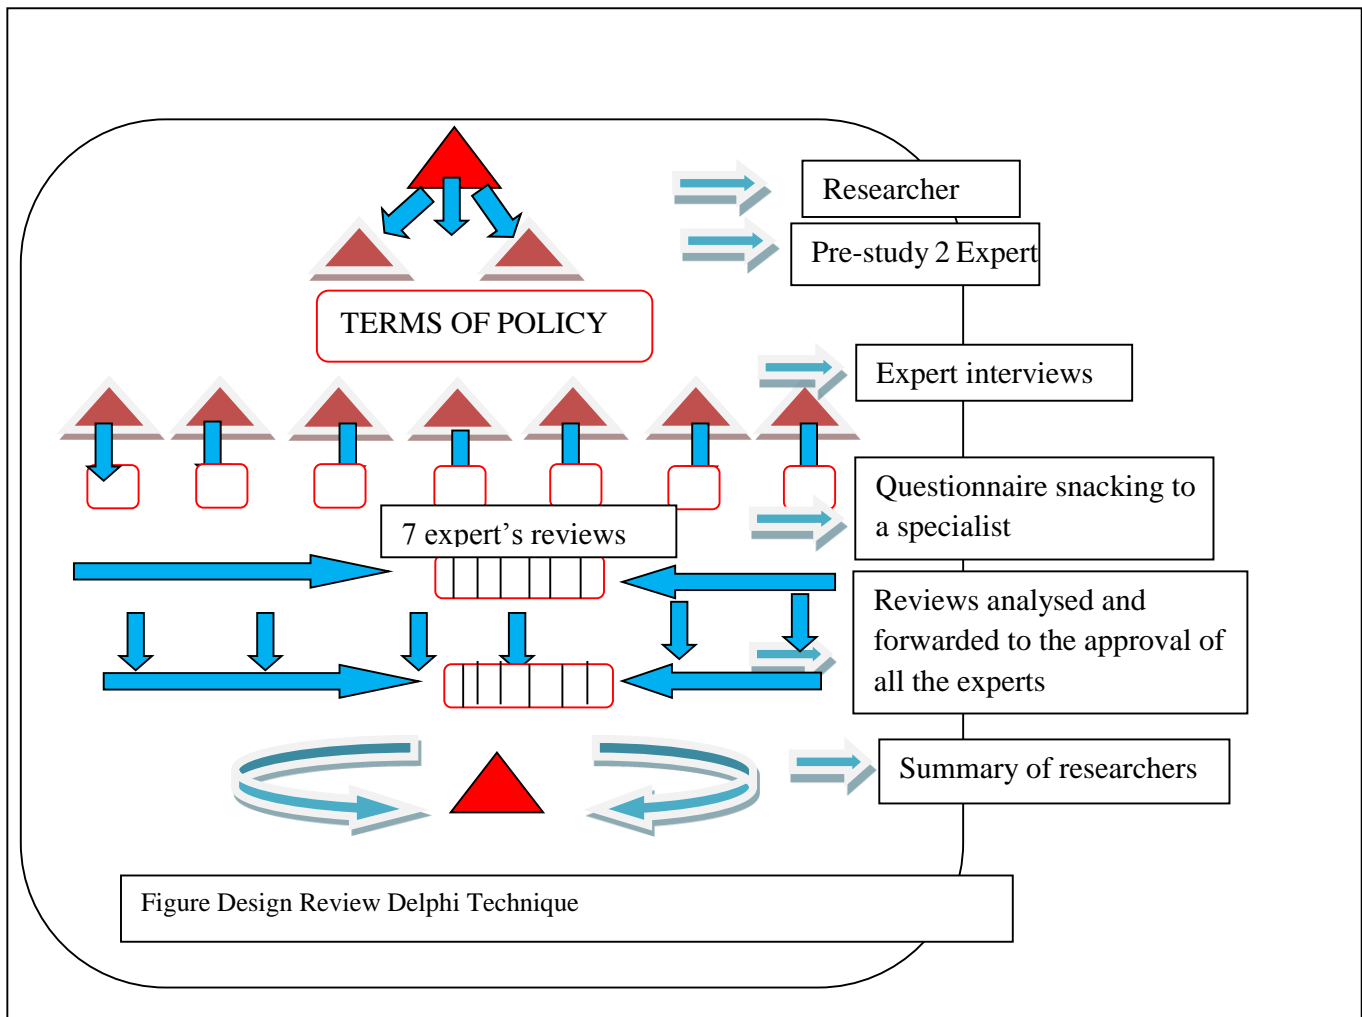 Researcher
Pre-study 2 Expert
TERMS OF POLICY
Expert interviews
Questionnaire snacking to
a specialist
7 expert’s reviews
Reviews analysed and
forwarded to the approval of
all the experts
Summary of researchers
Figure Design Review Delphi Technique